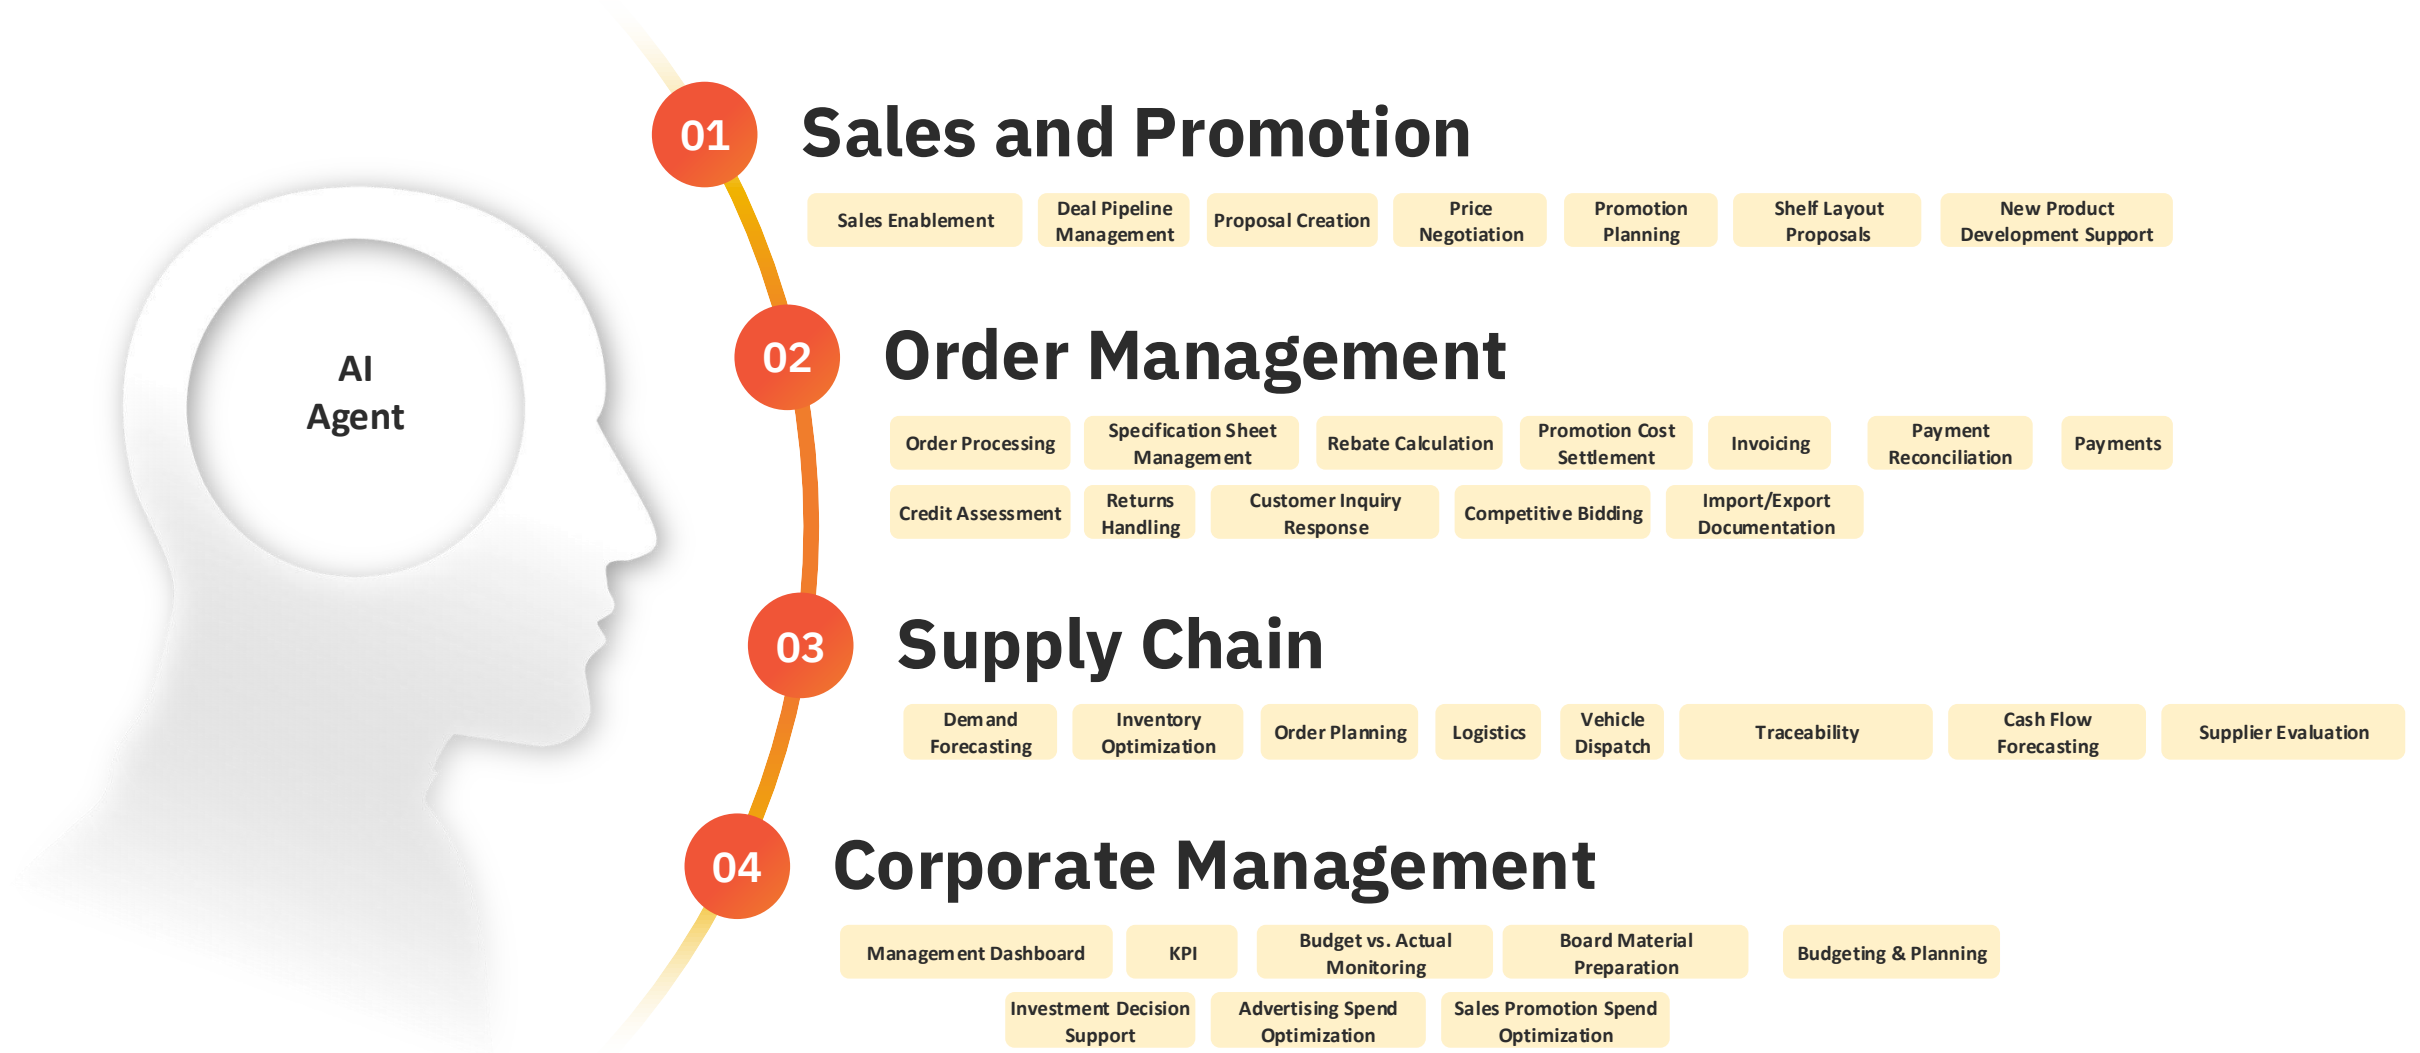 AI
Agent
01
Sales and Promotion
Sales Enablement
Deal Pipeline
Management
Proposal Creation
Price
Negotiation
Promotion
Planning
Shelf Layout
Proposals
New Product
Development Support
02
Order Management
Order Processing
Specification Sheet
Management
Rebate Calculation
Promotion Cost
Settlement
Invoicing
Payment
Reconciliation
Payments
Credit Assessment
Returns
Handling
Customer Inquiry
Response
Competitive Bidding
Import/Export
Documentation
03
Supply Chain
Demand
Forecasting
Inventory
Optimization
Order Planning
Logistics
Vehicle
Dispatch
Traceability
Cash Flow
Forecasting
Supplier Evaluation
04
Corporate Management
Management Dashboard
KPI
Budget vs. Actual
Monitoring
Board Material
Preparation
Budgeting & Planning
Investment Decision
Support
Advertising Spend
Optimization
Sales Promotion Spend
Optimization